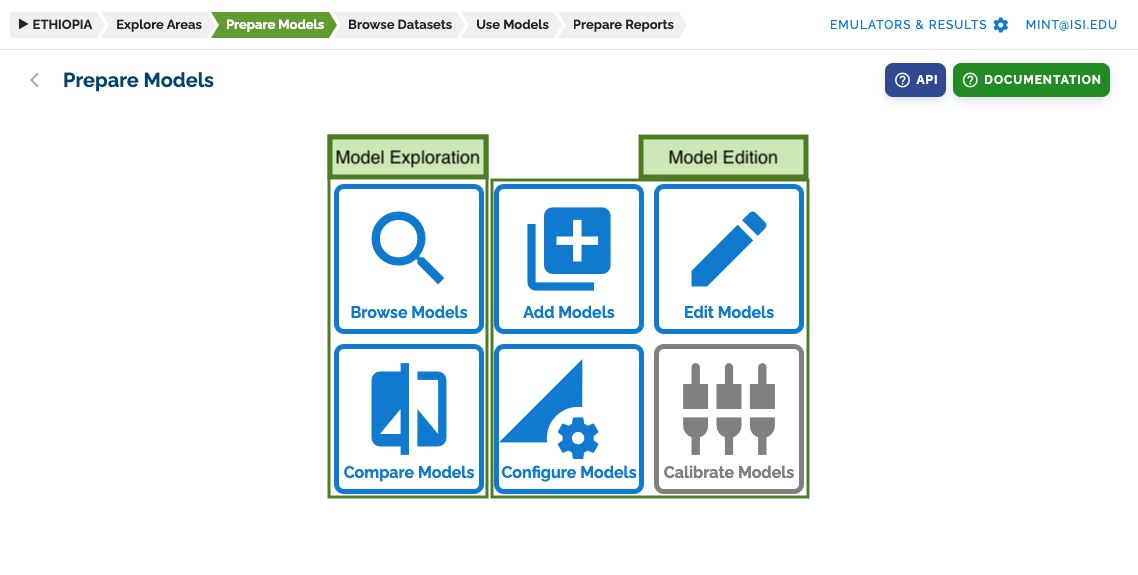 ETHIOPIA Explore Areas Prepare Models Browse Datasets Use Models Prepare Reports EMULATORS & RESULTS MINT@ISI.EDU
Prepare Models API DOCUMENTATION
Model Exploration Model Edition
Browse Models Add Models Edit Models
Compare Models Configure Models Calibrate Models